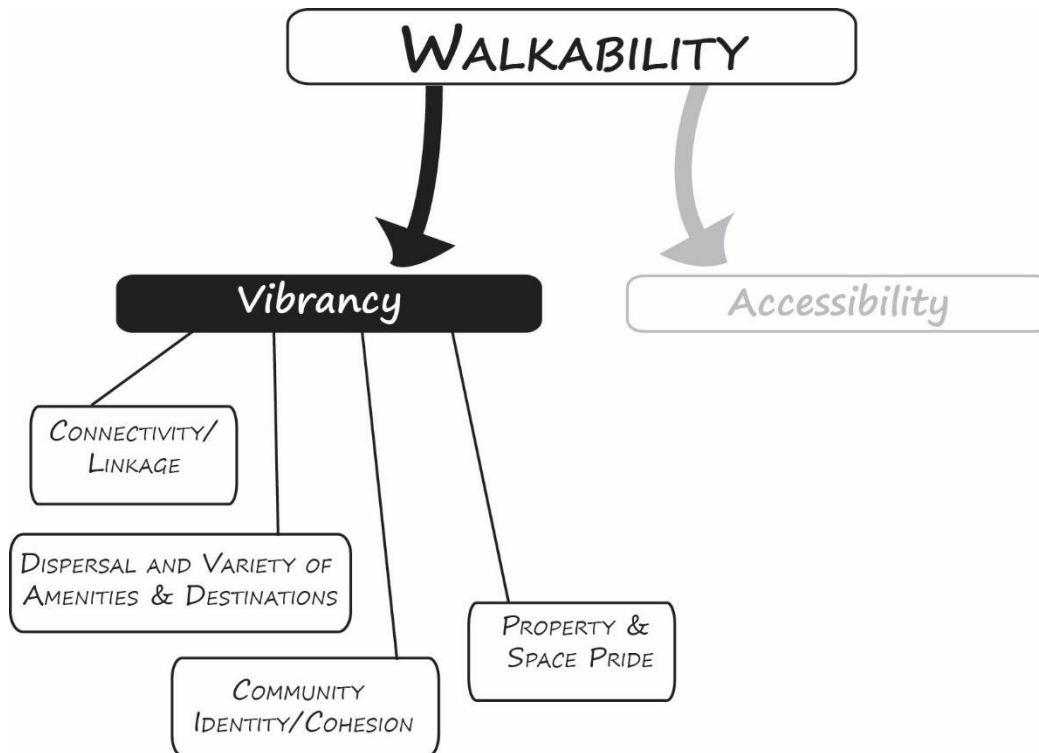 WALKABILITY
Vibrancy
Accessibility
CONNECTIVITY/
LINKAGE
DISPERSAL AND VARIETY OF
AMENITIES & DESTINATIONS
PROPERTY &
SPACE PRIDE
COMMUNITY
IDENTITY/COHESION